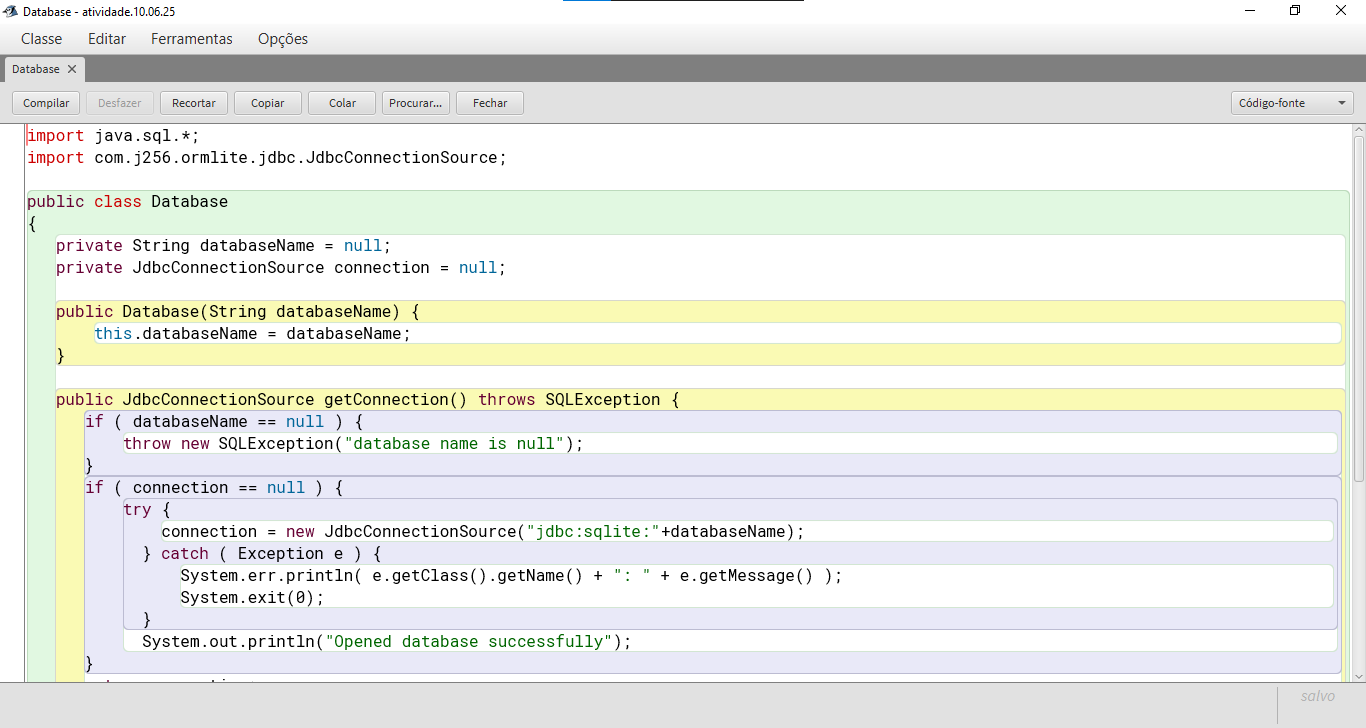 Database - atividade.10.06.25
Classe Editar Ferramentas Opções
Database
Compilar Desfazer Recortar Copiar Colar Procurar... Fechar Código-fonte
import java.sql.*;
import com.j256.ormlite.jdbc.JdbcConnectionSource;
public class Database
{
private String databaseName = null;
private JdbcConnectionSource connection = null;
public Database(String databaseName) {
this.databaseName = databaseName;
}
public JdbcConnectionSource getConnection() throws SQLException {
if ( databaseName == null ) {
throw new SQLException("database name is null");
}
if ( connection == null ) {
try {
connection = new JdbcConnectionSource("jdbc:sqlite:"+databaseName);
} catch ( Exception e ) {
System.err.println( e.getClass().getName() + ": " + e.getMessage() );
System.exit(0);
}
System.out.println("Opened database successfully");
}
salvo